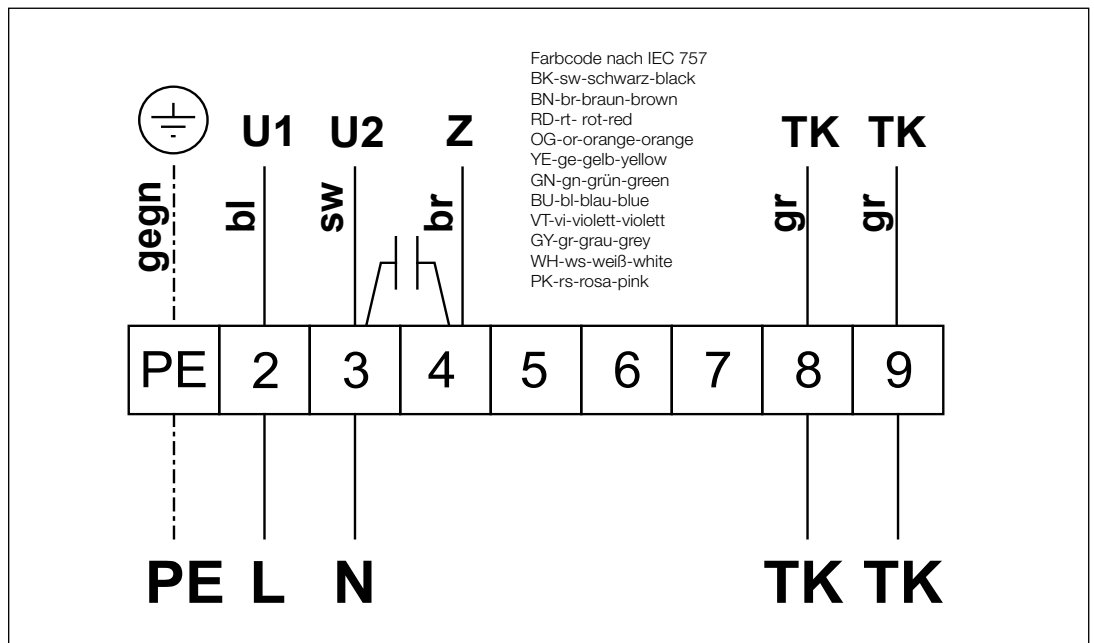 Farbcode nach IEC 757
BK-sw-schwarz-black
BN-br-braun-brown
RD-rt- rot-red
OG-or-orange-orange
YE-ge-gelb-yellow
GN-gn-grün-green
BU-bl-blau-blue
VT-vi-violett-violett
GY-gr-grau-grey
WH-ws-weiß-white
PK-rs-rosa-pink
U1 U2 Z TK TK
gegn bl sw br gr gr
PE 2 3 4 5 6 7 8 9
PE L N TK TK